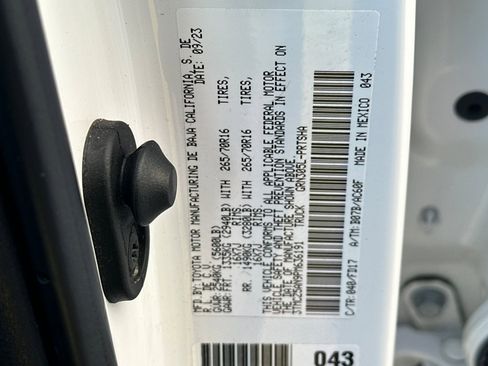 MFD. BY: TOYOTA MOTOR MANUFACTURING DE BAJA CALIFORNIA, S. DE
R.L. DE C.V. DATE: 09/23
GVWR: 2540KG (5600LB)
GAWR: FRT. 1335KG (2940LB) WITH 265/70R16 TIRES,
16X7J RIMS
RR. 1490KG (3280LB) WITH 265/70R16 TIRES,
16X7J RIMS
THIS VEHICLE CONFORMS TO ALL APPLICABLE FEDERAL MOTOR
VEHICLE SAFETY AND THEFT PREVENTION STANDARDS IN EFFECT ON
THE DATE OF MANUFACTURE SHOWN ABOVE.
TRUCK GRN305L-PRTSHA
C/TR: 040/FD17 A/TM: B07B/AC60F MADE IN MEXICO 043
043